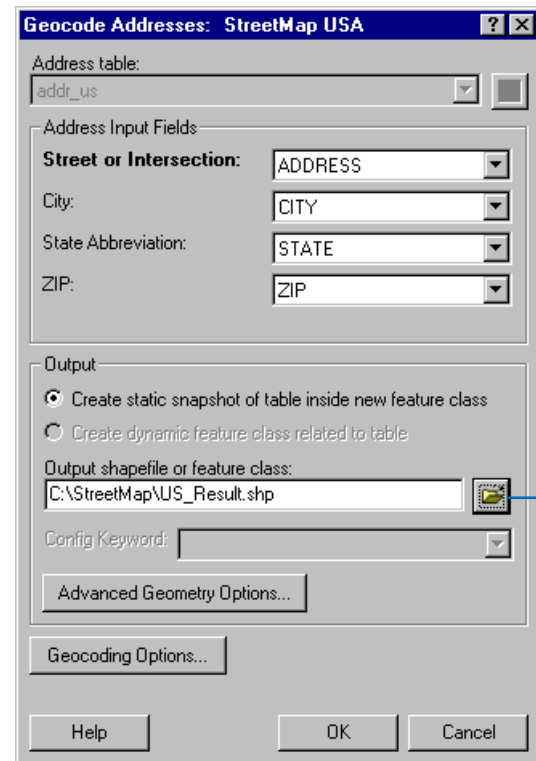 Geocode Addresses: StreetMap USA
Address table:
addr_us
Address Input Fields
Street or Intersection: ADDRESS
City: CITY
State Abbreviation: STATE
ZIP: ZIP
Output
Create static snapshot of table inside new feature class
Create dynamic feature class related to table
Output shapefile or feature class:
C:\StreetMap\US_Result.shp
Config Keyword:
Advanced Geometry Options...
Geocoding Options...
Help OK Cancel